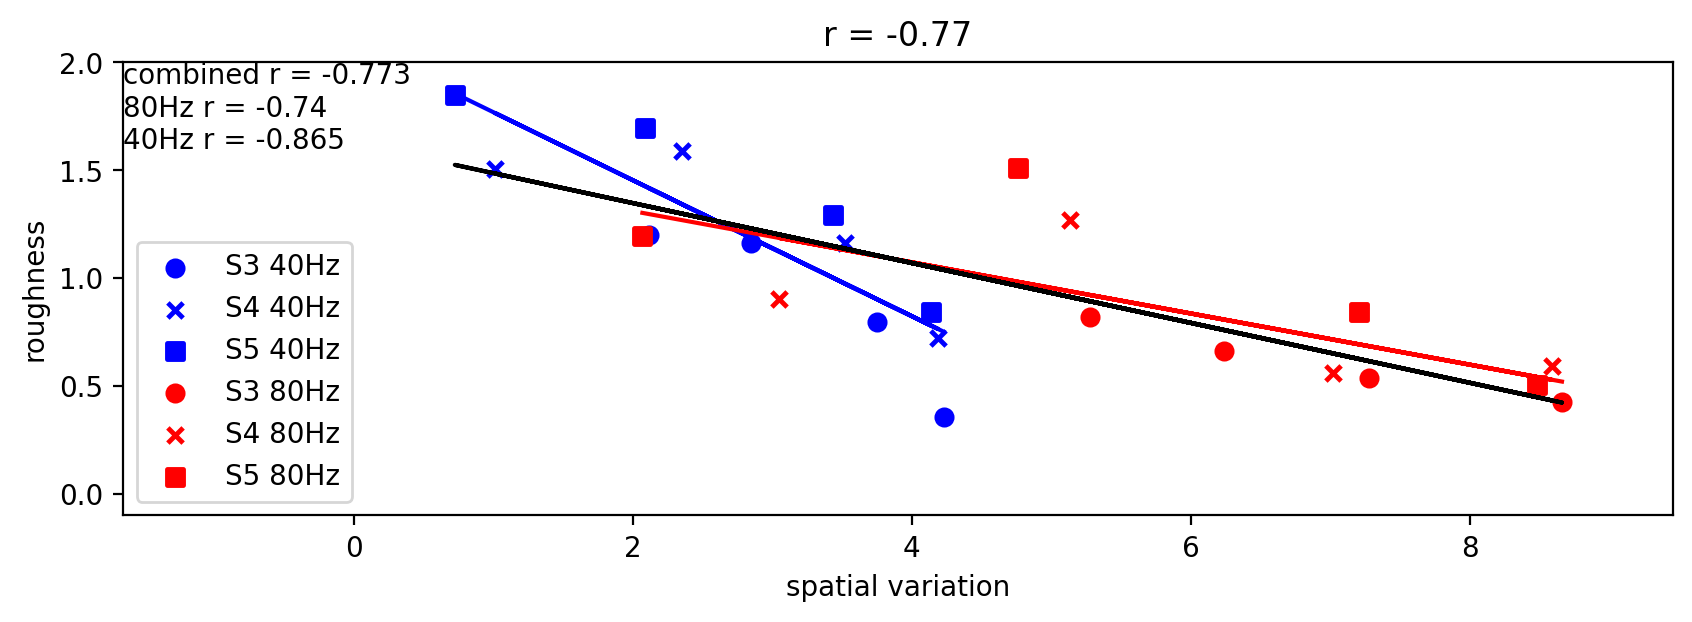 r = -0.77
combined r = -0.773
80Hz r = -0.74
40Hz r = -0.865
2.0
1.5
1.0
0.5
0.0
roughness
S3 40Hz
S4 40Hz
S5 40Hz
S3 80Hz
S4 80Hz
S5 80Hz
0 2 4 6 8
spatial variation